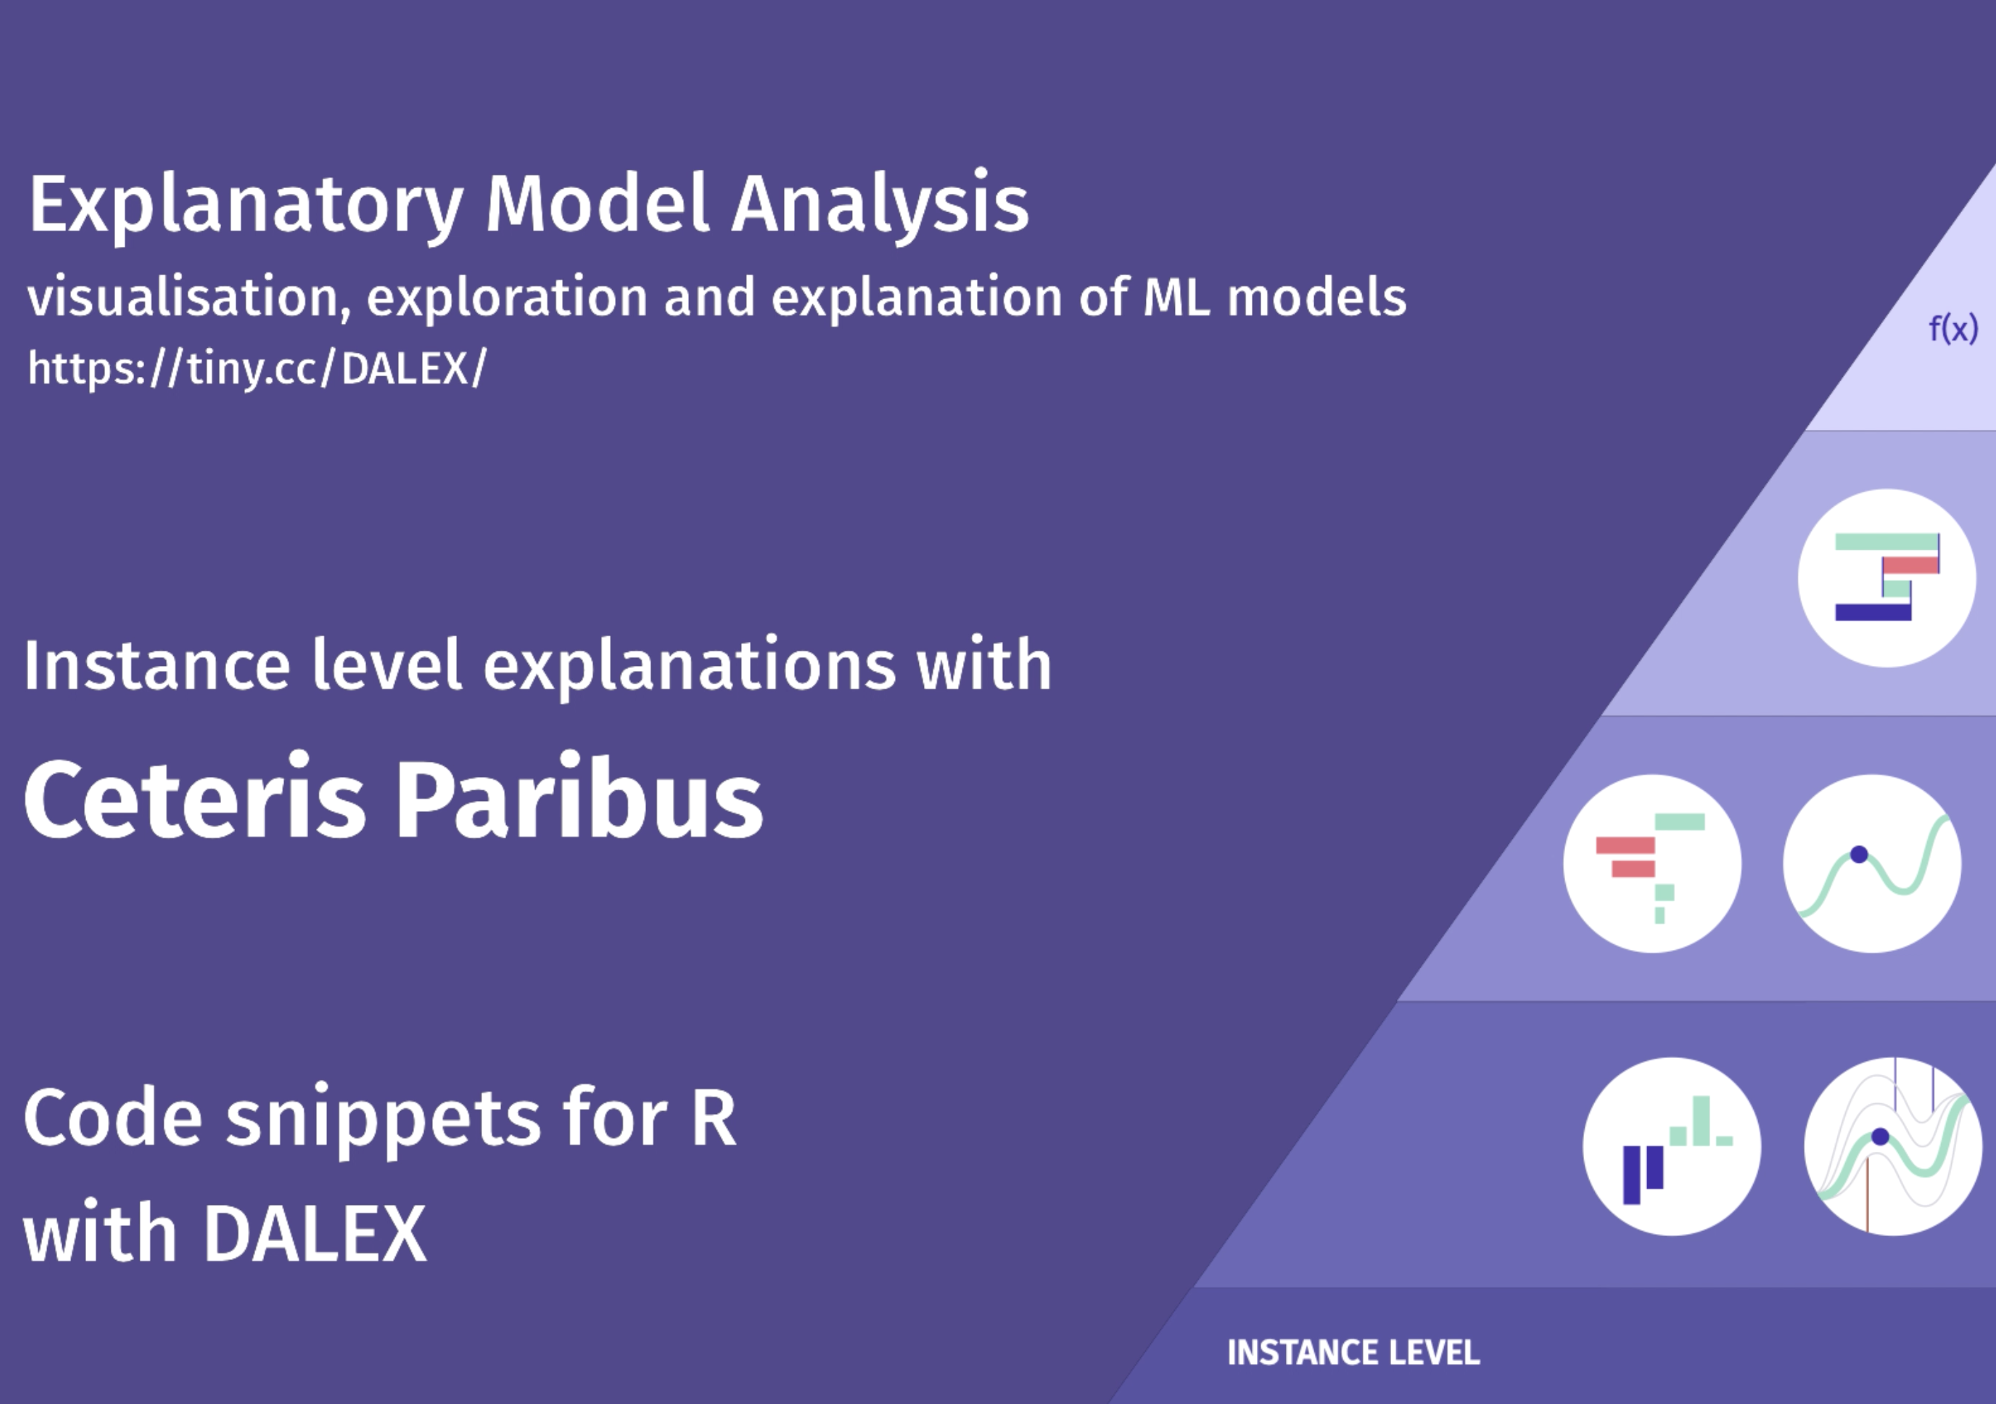 Explanatory Model Analysis
visualisation, exploration and explanation of ML models
https://tiny.cc/DALEX/
f(x)
Instance level explanations with
Ceteris Paribus
Code snippets for R
with DALEX
INSTANCE LEVEL